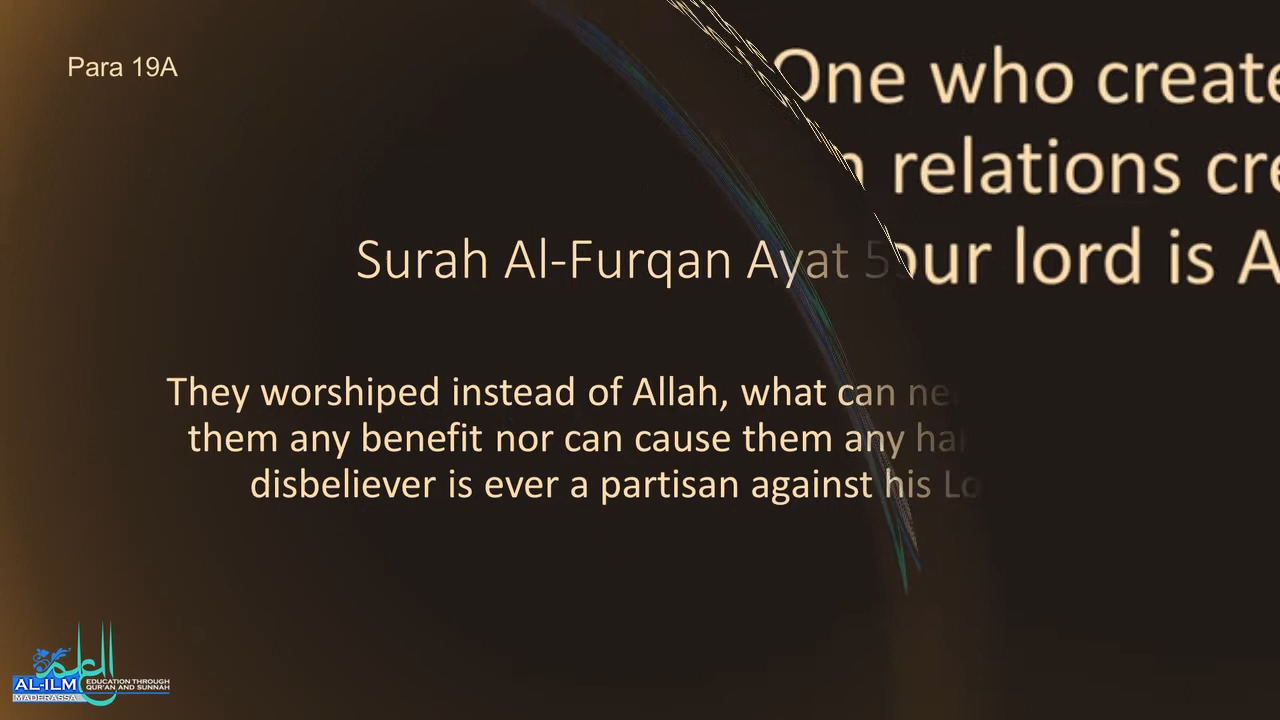 Para 19A
One who create
relations cre
our lord is A
Surah Al-Furqan Ayat 5
They worshiped instead of Allah, what can
them any benefit nor can cause them any
disbeliever is ever a partisan against his
العلم
AL-ILM
MADERASSA
EDUCATION THROUGH
QUR'AN AND SUNNAH